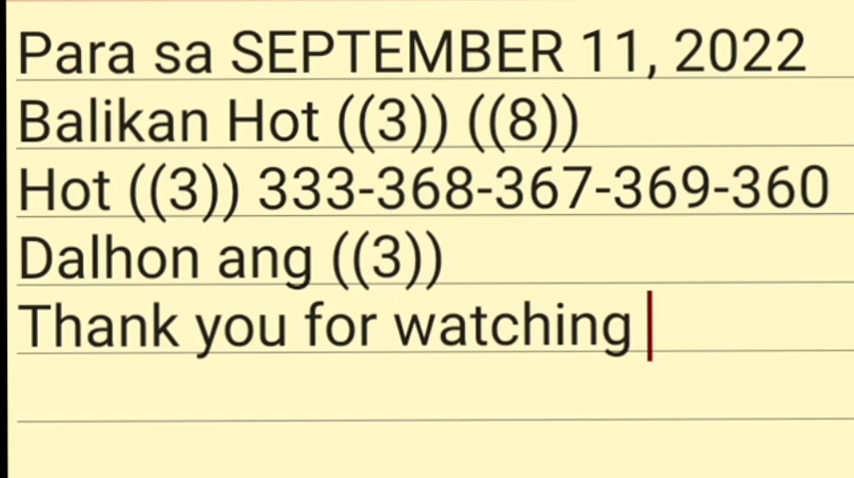 Para sa SEPTEMBER 11, 2022
Balikan Hot ((3)) ((8))
Hot ((3)) 333-368-367-369-360
Dalhon ang ((3))
Thank you for watching